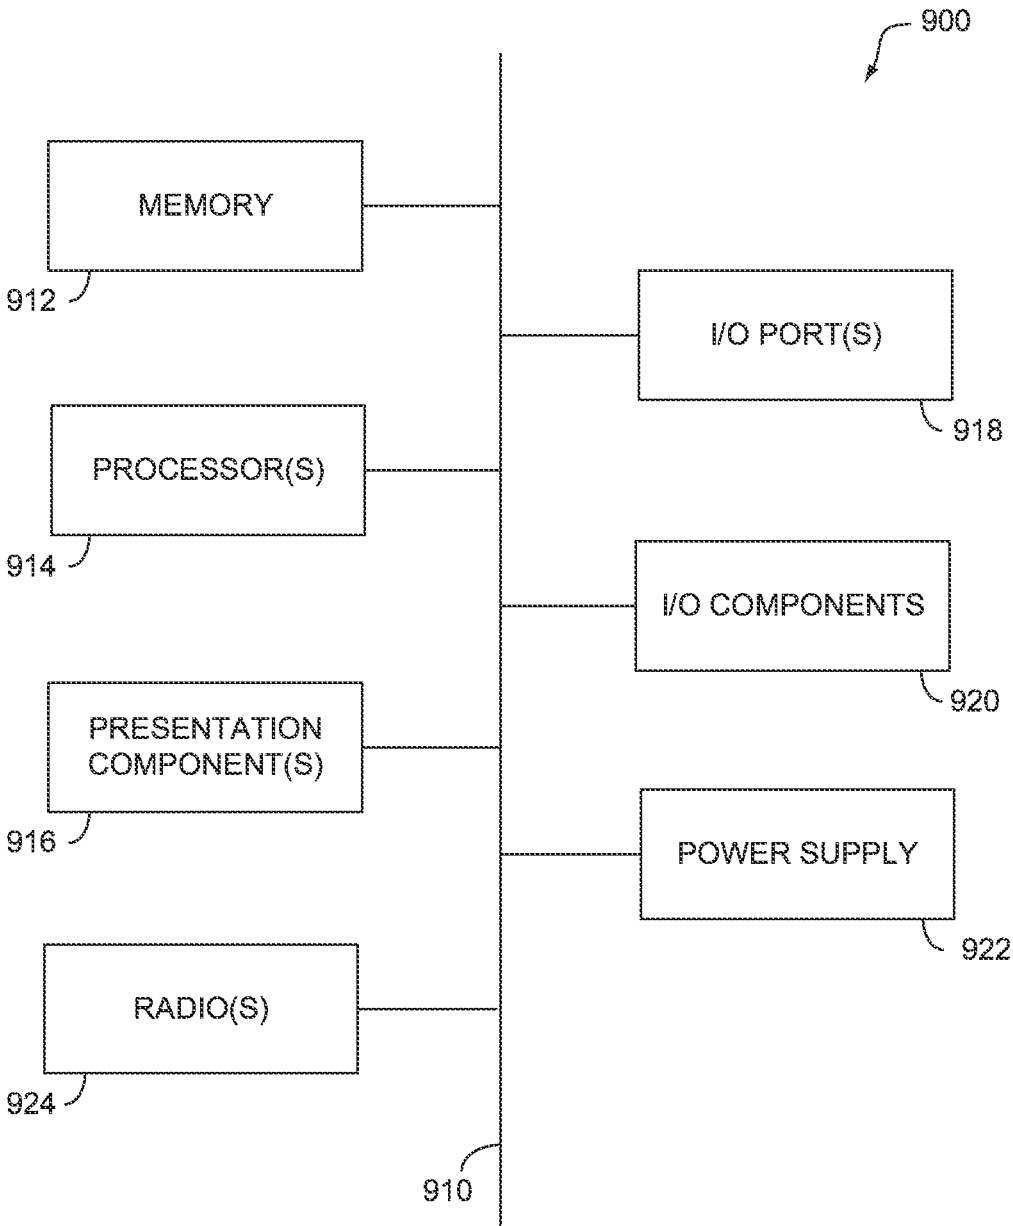 900
MEMORY
912
I/O PORT(S)
918
PROCESSOR(S)
914
I/O COMPONENTS
920
PRESENTATION
COMPONENT(S)
916
POWER SUPPLY
922
RADIO(S)
924
910